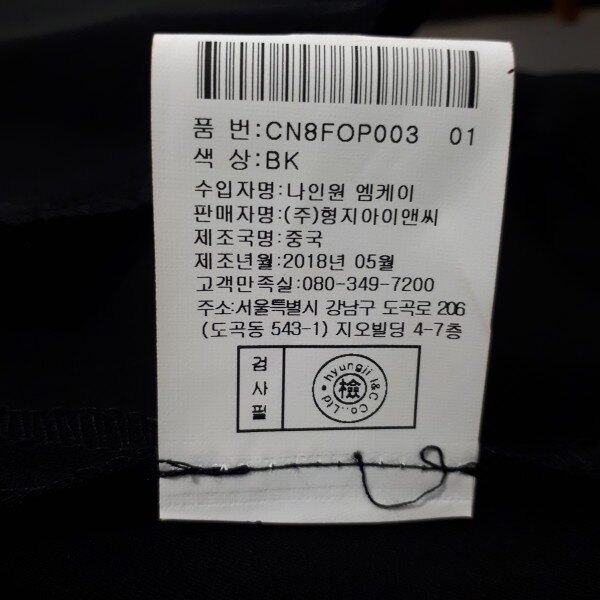 품 번:CN8FOP003 01
색 상:BK
수입자명:나인원 엠케이
판매자명:(주)형지아이앤씨
제조국명:중국
제조년월:2018년 05월
고객만족실:080-349-7200
주소:서울특별시 강남구 도곡로 206
(도곡동 543-1) 지오빌딩 4-7층
검사필
hyungji I&C Co.,Ltd
檢